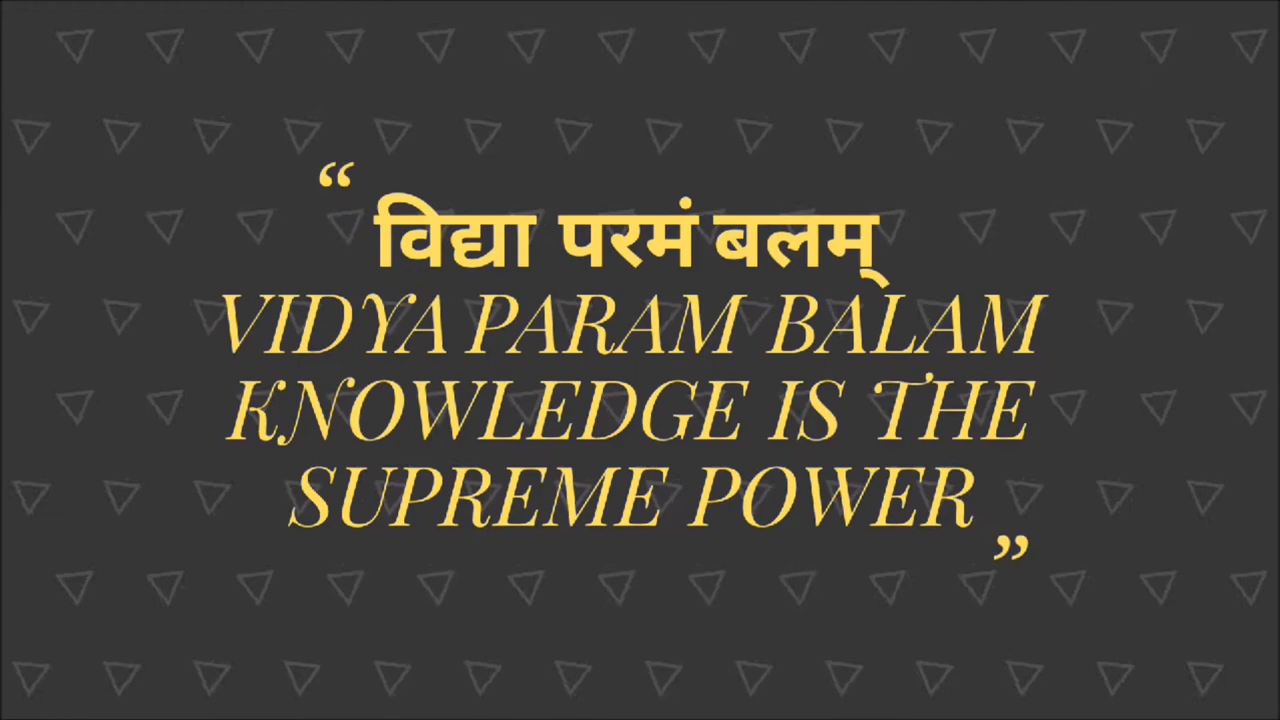 “
विद्या परमं बलम्
VIDYA PARAM BALAM
KNOWLEDGE IS THE
SUPREME POWER
”